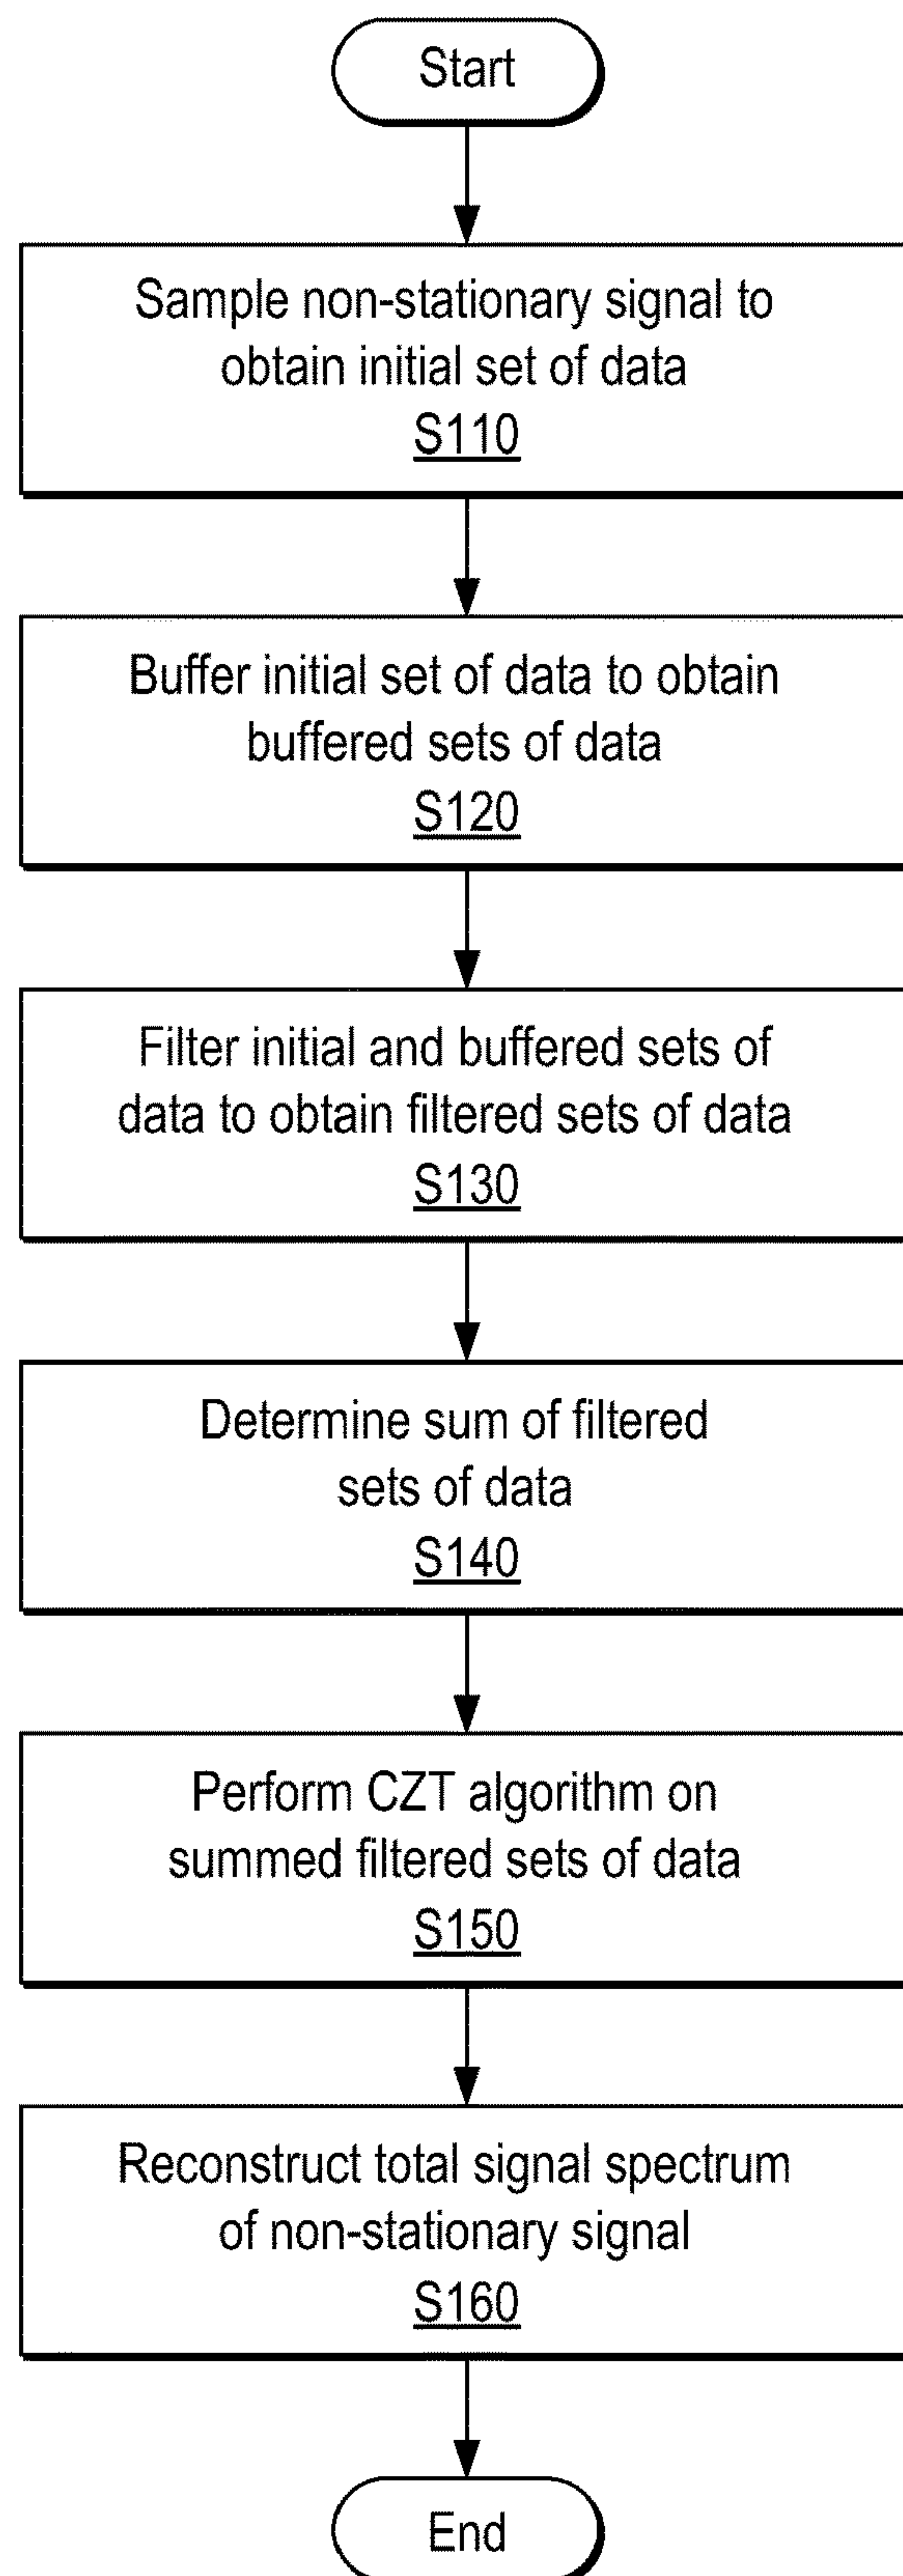 Start
Sample non-stationary signal to
obtain initial set of data
S110
Buffer initial set of data to obtain
buffered sets of data
S120
Filter initial and buffered sets of
data to obtain filtered sets of data
S130
Determine sum of filtered
sets of data
S140
Perform CZT algorithm on
summed filtered sets of data
S150
Reconstruct total signal spectrum
of non-stationary signal
S160
End